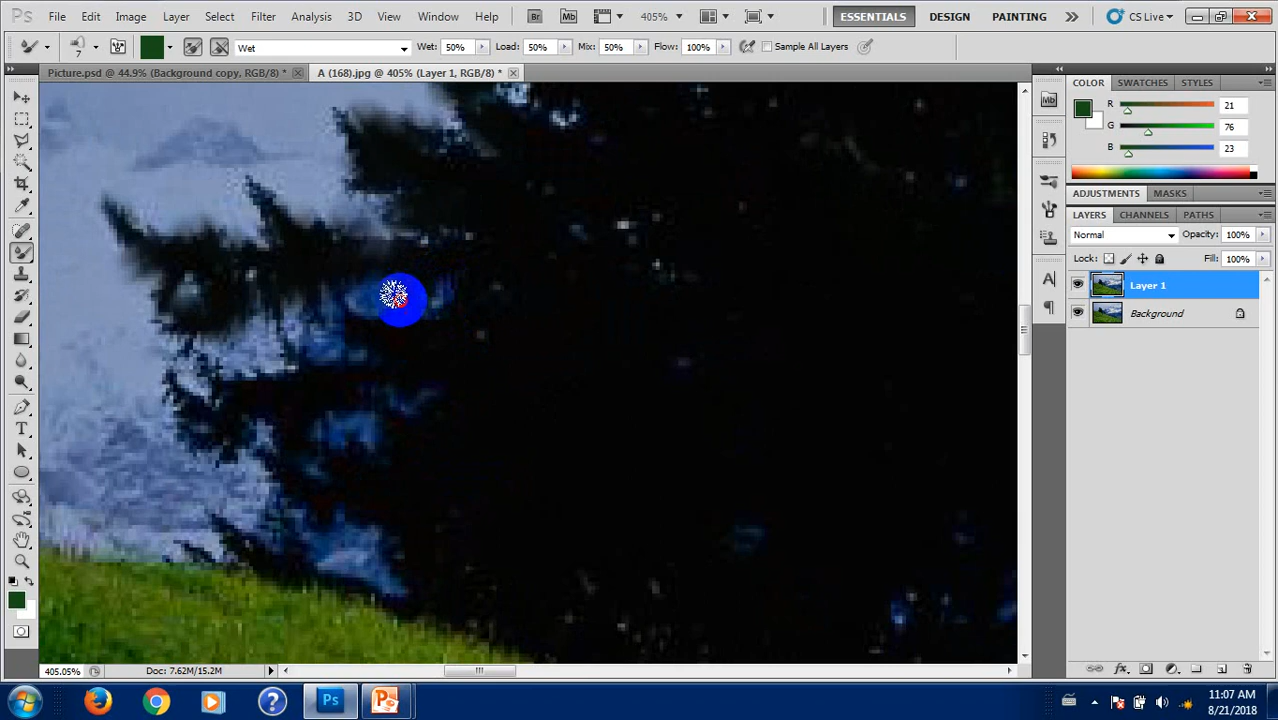 Ps File Edit Image Layer Select Filter Analysis 3D View Window Help Br Mb 405% ESSENTIALS DESIGN PAINTING CS Live
7 Wet Wet: 50% Load: 50% Mix: 50% Flow: 100% Sample All Layers
Picture.psd @ 44.9% (Background copy, RGB/8) * A (168).jpg @ 405% (Layer 1, RGB/8) *
COLOR SWATCHES STYLES
Mb
R 21
G 76
B 23
ADJUSTMENTS MASKS
LAYERS CHANNELS PATHS
Normal Opacity: 100%
Lock: Fill: 100%
Layer 1
Background
405.05% Doc: 7.62M/15.2M
Ps
11:07 AM
8/21/2018